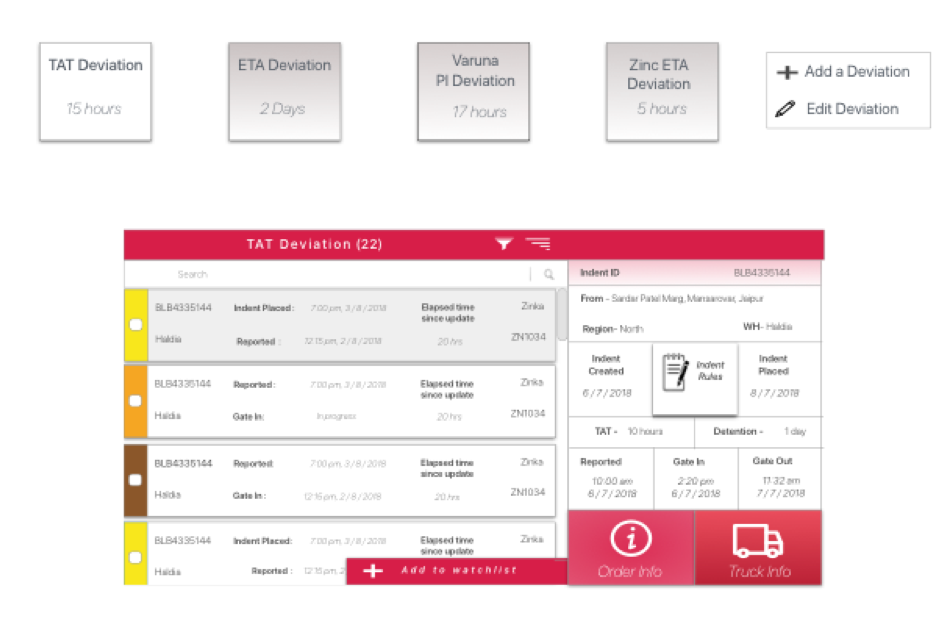 TAT Deviation
15 hours
ETA Deviation
2 Days
Varuna
PI Deviation
17 hours
Zinc ETA
Deviation
5 hours
Add a Deviation
Edit Deviation
TAT Deviation (22)
Search
BLB4335144 Indent Placed: 7:00 pm, 3/8/2018 Elapsed time since update Zinka
Haldia Reported : 12:15 pm, 2/8/2018 20 hrs ZN1034
BLB4335144 Reported: 7:00 pm, 3/8/2018 Elapsed time since update Zinka
Haldia Gate In: In progress 20 hrs ZN1034
BLB4335144 Reported: 7:00 pm, 3/8/2018 Elapsed time since update Zinka
Haldia Gate In : 12:15 pm, 2/8/2018 20 hrs ZN1034
BLB4335144 Indent Placed: 7:00 pm, 3/8/2018 Elapsed time since update Zinka
Haldia Reported : 12:15 pm, 2
Add to watchlist
Indent ID BLB4335144
From - Sardar Patel Marg, Mansarovar, Jaipur
Region- North WH- Haldia
Indent Created
6/7/2018
Indent Rules
Indent Placed
8/7/2018
TAT - 10 hours Detention - 1 day
Reported Gate In Gate Out
10:00 am 2:20 pm 11:32 am
6/7/2018 6/7/2018 7/7/2018
Order Info Truck Info